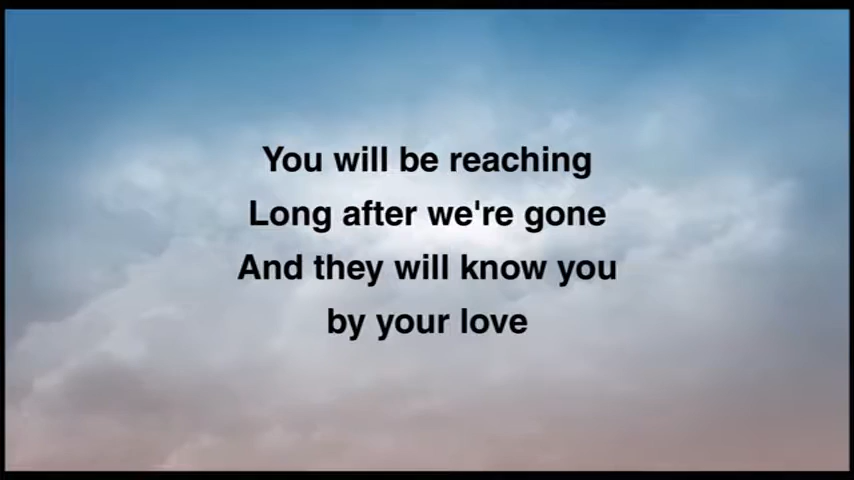 You will be reaching
Long after we're gone
And they will know you
by your love